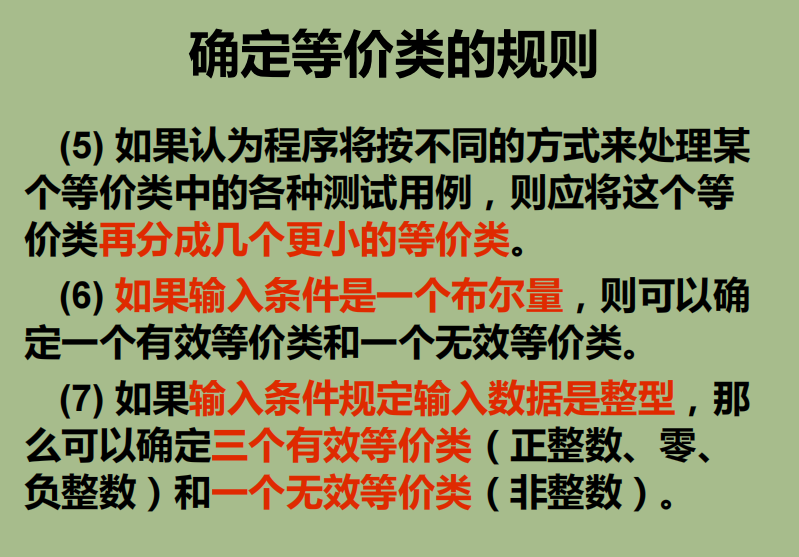 确定等价类的规则
(5) 如果认为程序将按不同的方式来处理某
个等价类中的各种测试用例，则应将这个等
价类再分成几个更小的等价类。
(6) 如果输入条件是一个布尔量，则可以确
定一个有效等价类和一个无效等价类。
(7) 如果输入条件规定输入数据是整型，那
么可以确定三个有效等价类（正整数、零、
负整数）和一个无效等价类（非整数）。